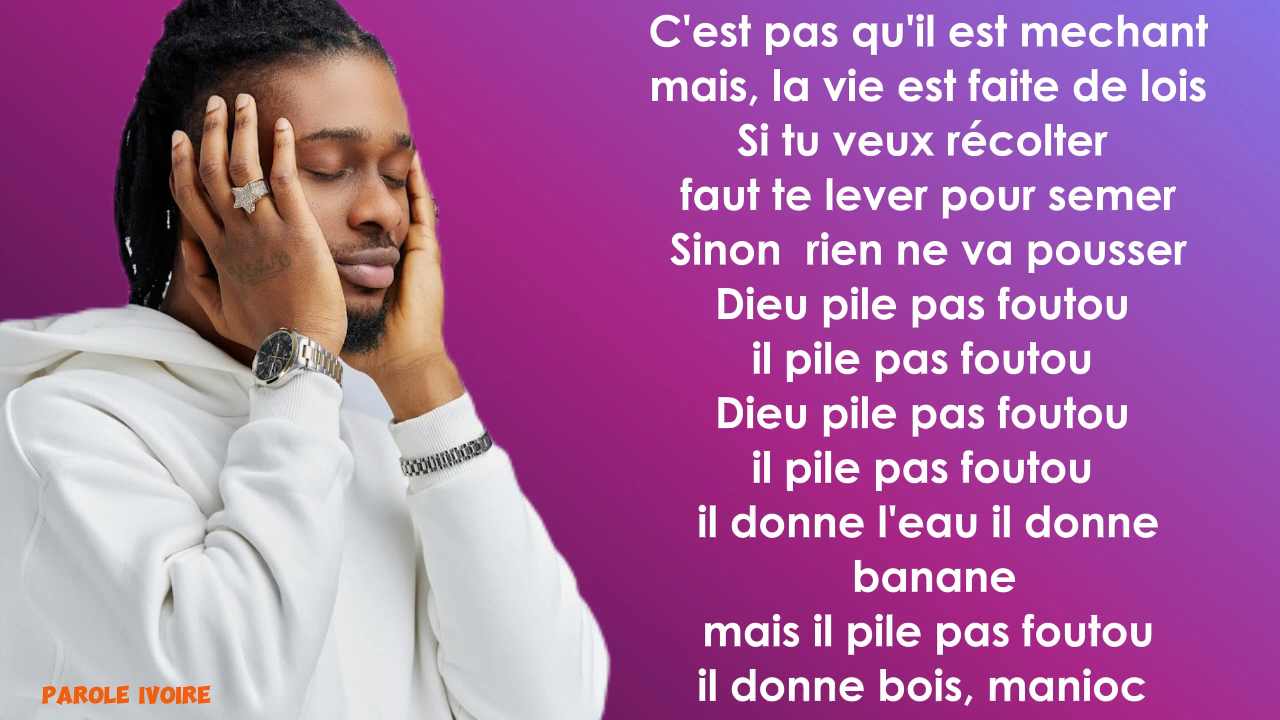 C'est pas qu'il est mechant
mais, la vie est faite de lois
Si tu veux récolter
faut te lever pour semer
Sinon  rien ne va pousser
Dieu pile pas foutou
il pile pas foutou
Dieu pile pas foutou
il pile pas foutou
il donne l'eau il donne
banane
mais il pile pas foutou
il donne bois, manioc
PAROLE IVOIRE